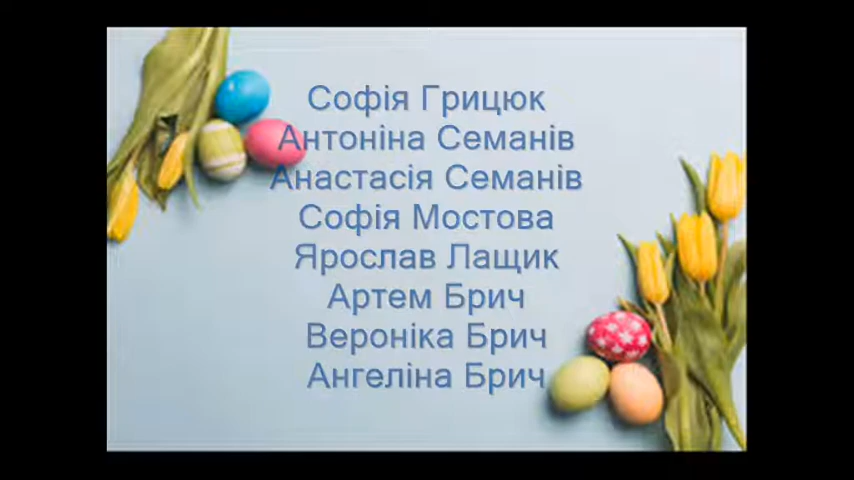 Софія Грицюк
Антоніна Семанів
Анастасія Семанів
Софія Мостова
Ярослав Лащик
Артем Брич
Вероніка Брич
Ангеліна Брич